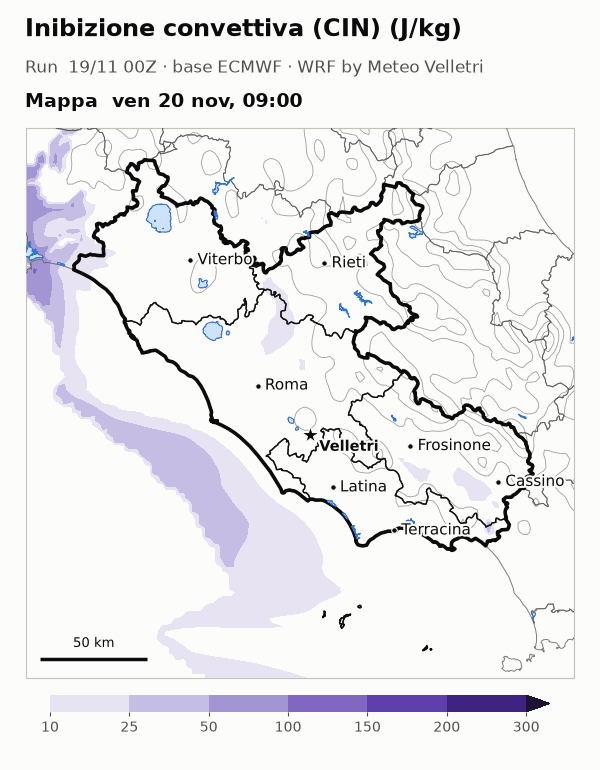 Inibizione convettiva (CIN) (J/kg)
Run  19/11 00Z · base ECMWF · WRF by Meteo Velletri
Mappa  ven 20 nov, 09:00
Viterbo
Rieti
Roma
Velletri
Frosinone
Cassino
Latina
Terracina
50 km
10 25 50 100 150 200 300